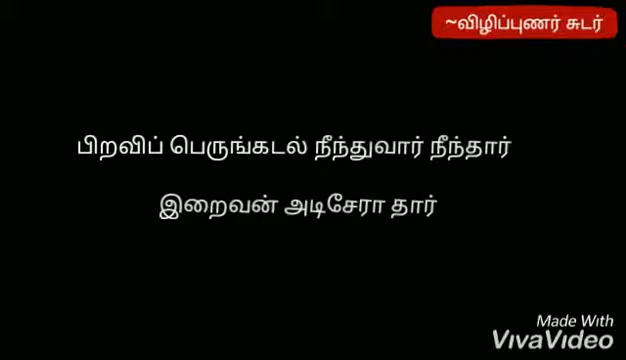 ~விழிப்புணர் சுடர்
பிறவிப் பெருங்கடல் நீந்துவார் நீந்தார்
இறைவன் அடிசேரா தார்
Made With
VivaVideo